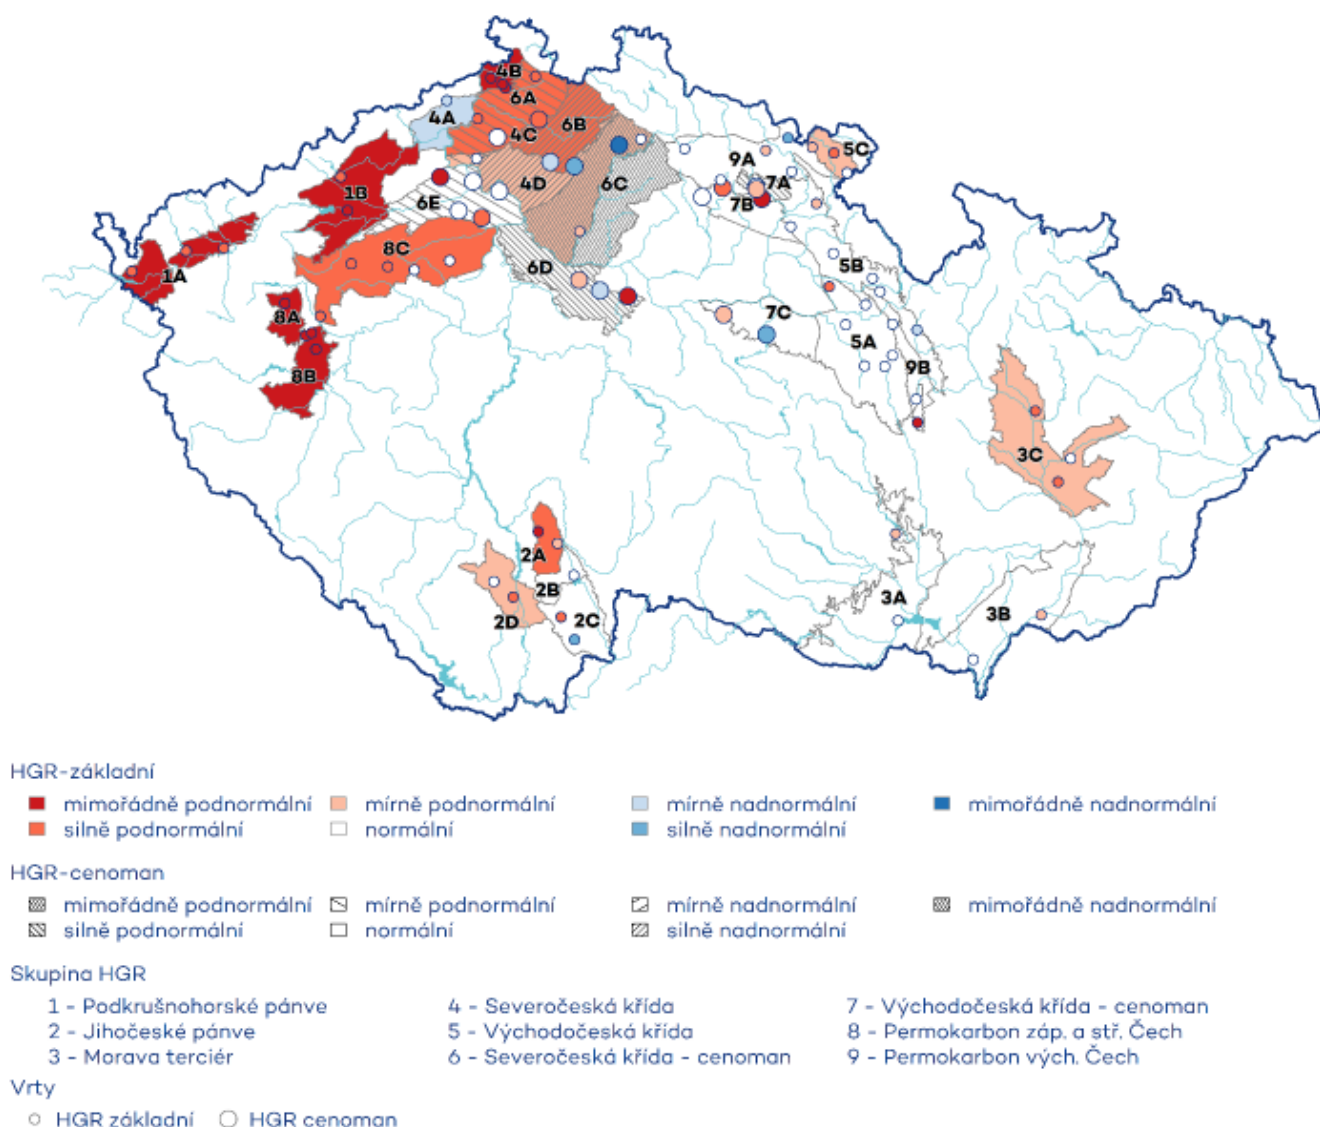 4B
6A
4A
4C
6B
5C
9A
7A
1B
4D
6C
7B
6E
8C
1A
6D
5B
8A
7C
5A
8B
9B
3C
2A
2B
3A
2D
2C
3B
HGR-základní
mimořádně podnormální mírně podnormální mírně nadnormální mimořádně nadnormální
silně podnormální normální silně nadnormální
HGR-cenoman
mimořádně podnormální mírně podnormální mírně nadnormální mimořádně nadnormální
silně podnormální normální silně nadnormální
Skupina HGR
1 - Podkrušnohorské pánve 4 - Severočeská křída 7 - Východočeská křída - cenoman
2 - Jihočeské pánve 5 - Východočeská křída 8 - Permokarbon záp. a stř. Čech
3 - Morava terciér 6 - Severočeská křída - cenoman 9 - Permokarbon vých. Čech
Vrty
HGR základní HGR cenoman